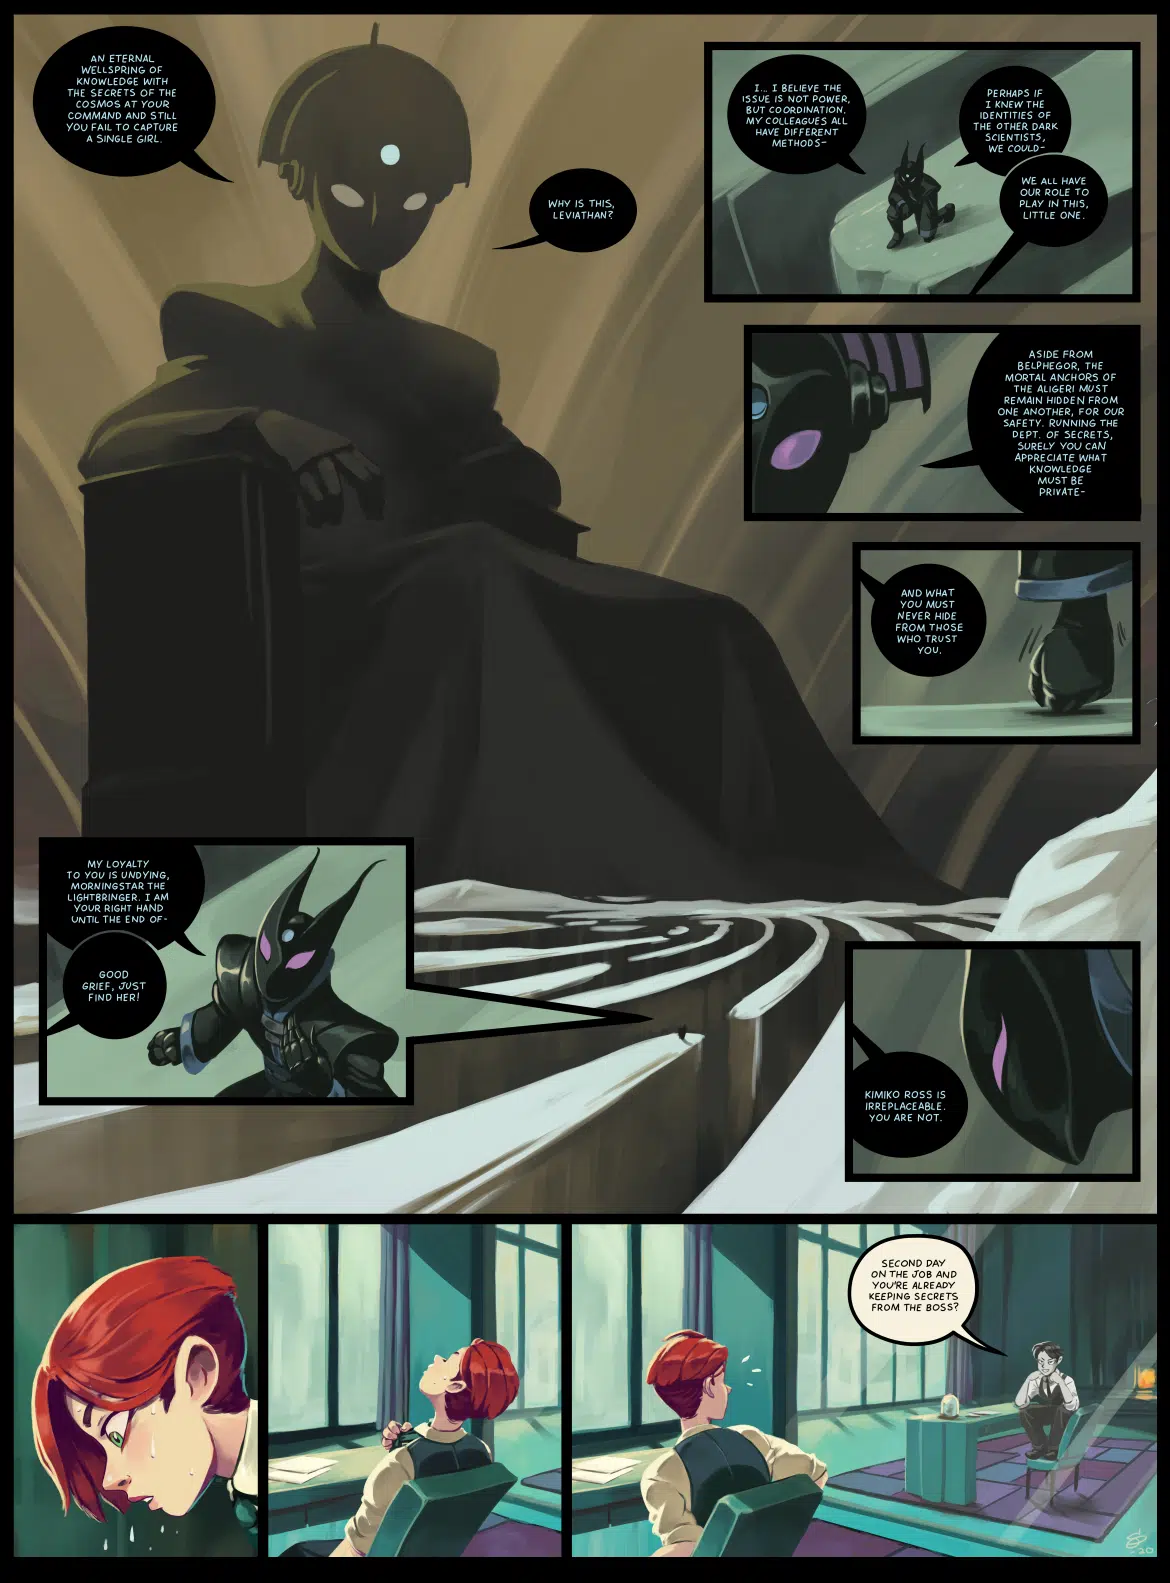 AN ETERNAL
WELLSPRING OF
KNOWLEDGE WITH
THE SECRETS OF THE
COSMOS AT YOUR
COMMAND AND STILL
YOU FAIL TO CAPTURE
A SINGLE GIRL.
WHY IS THIS,
LEVIATHAN?
I... I BELIEVE THE
ISSUE IS NOT POWER,
BUT COORDINATION.
MY COLLEAGUES ALL
HAVE DIFFERENT
METHODS-
PERHAPS IF
I KNEW THE
IDENTITIES OF
THE OTHER DARK
SCIENTISTS,
WE COULD-
WE ALL HAVE
OUR ROLE TO
PLAY IN THIS,
LITTLE ONE.
ASIDE FROM
BELPHEGOR, THE
MORTAL ANCHORS OF
THE ALIGERI MUST
REMAIN HIDDEN FROM
ONE ANOTHER, FOR OUR
SAFETY. RUNNING THE
DEPT. OF SECRETS,
SURELY YOU CAN
APPRECIATE WHAT
KNOWLEDGE
MUST BE
PRIVATE-
AND WHAT
YOU MUST
NEVER HIDE
FROM THOSE
WHO TRUST
YOU.
MY LOYALTY
TO YOU IS UNDYING,
MORNINGSTAR THE
LIGHTBRINGER. I AM
YOUR RIGHT HAND
UNTIL THE END OF-
GOOD
GRIEF, JUST
FIND HER!
KIMIKO ROSS IS
IRREPLACEABLE.
YOU ARE NOT.
SECOND DAY
ON THE JOB AND
YOU'RE ALREADY
KEEPING SECRETS
FROM THE BOSS?